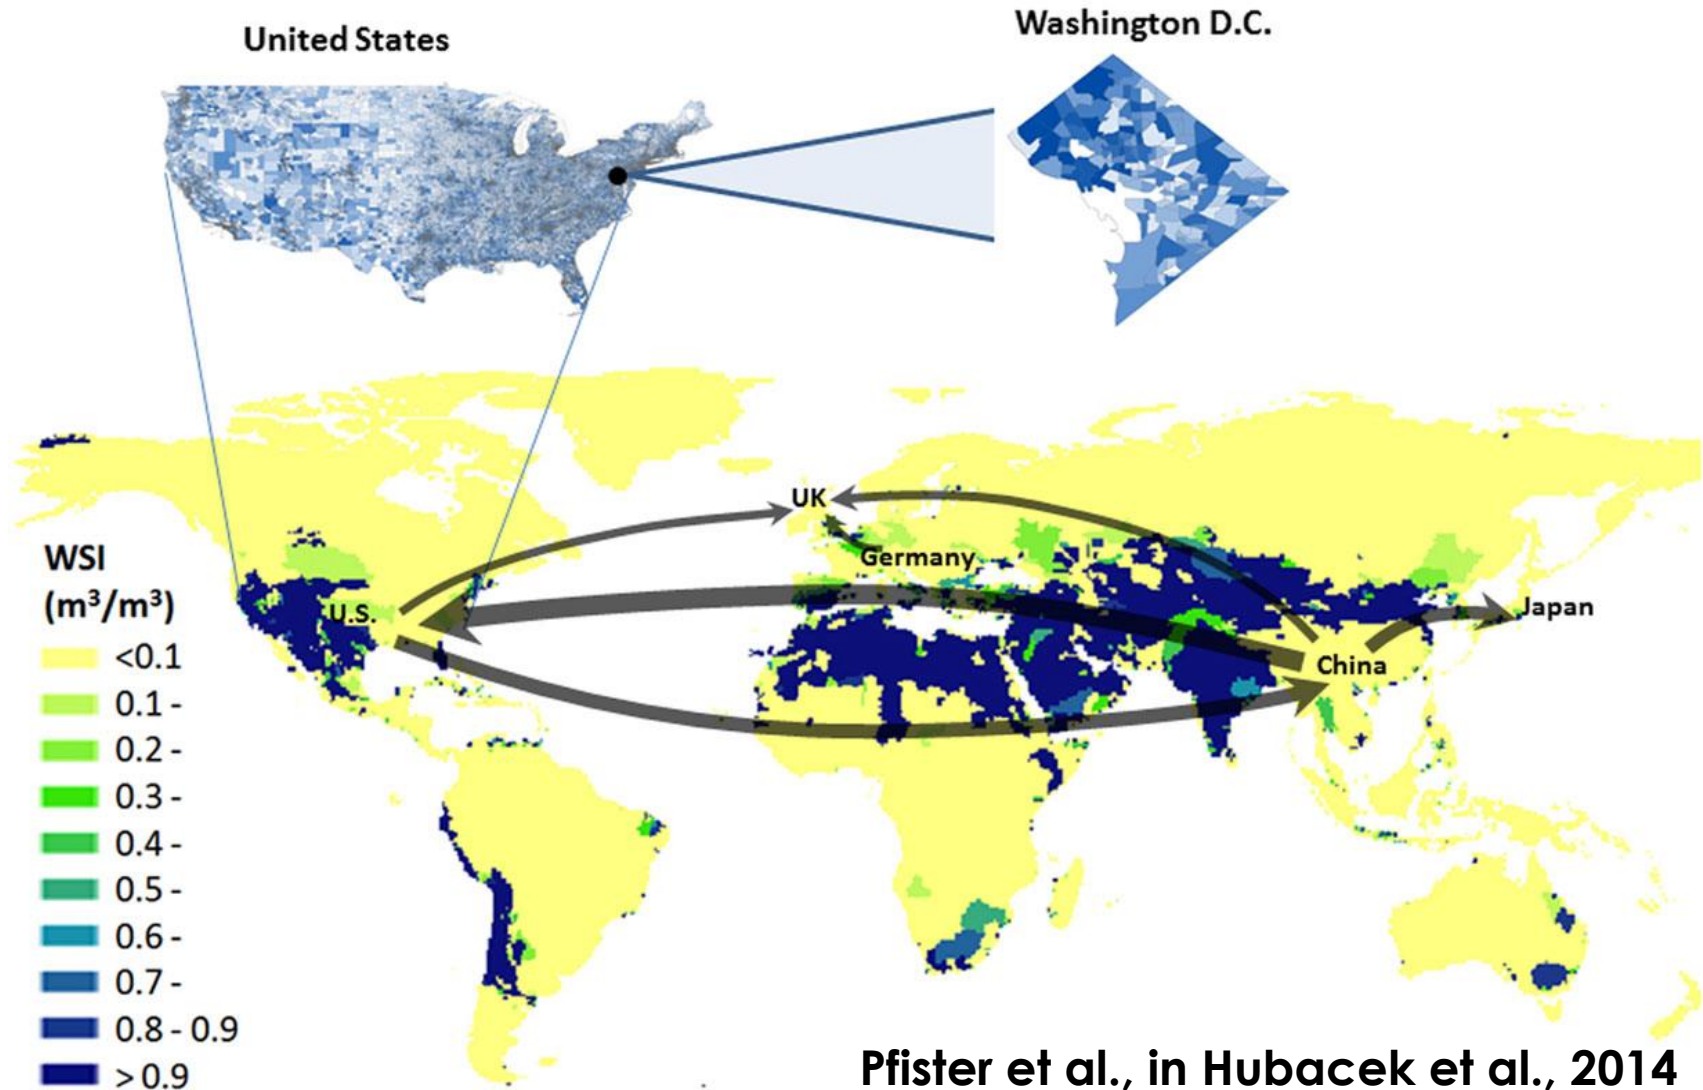 United States
Washington D.C.
UK
Germany
U.S.
Japan
China
WSI
(m³/m³)
<0.1
0.1 -
0.2 -
0.3 -
0.4 -
0.5 -
0.6 -
0.7 -
0.8 - 0.9
> 0.9
Pfister et al., in Hubacek et al., 2014